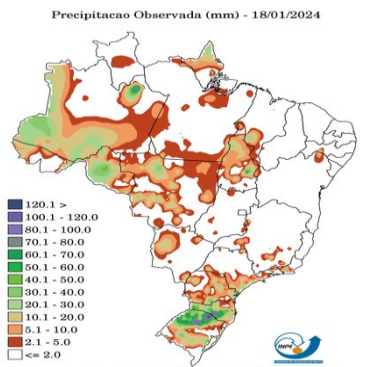 Precipitacao Observada (mm) - 18/01/2024
120.1 >
100.1 - 120.0
80.1 - 100.0
70.1 - 80.0
60.1 - 70.0
50.1 - 60.0
40.1 - 50.0
30.1 - 40.0
20.1 - 30.0
10.1 - 20.0
5.1 - 10.0
2.1 - 5.0
<= 2.0
INPE